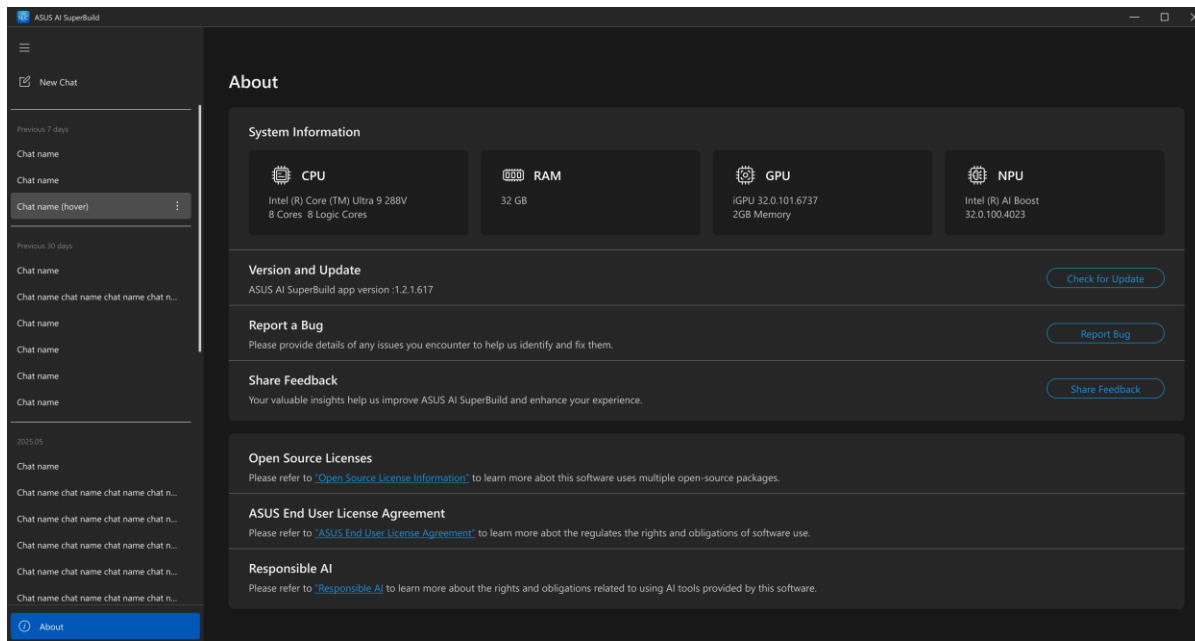 ASUS AI SuperBuild
New Chat
Previous 7 days
Chat name
Chat name
Chat name (hover)
Previous 30 days
Chat name
Chat name chat name chat name chat n...
Chat name
Chat name
Chat name
Chat name
2025.05
Chat name
Chat name chat name chat name chat n...
Chat name chat name chat name chat n...
Chat name chat name chat name chat n...
Chat name chat name chat name chat n...
Chat name chat name chat name chat n...
About
About
System Information
CPU
Intel (R) Core (TM) Ultra 9 288V
8 Cores 8 Logic Cores
RAM
32 GB
GPU
iGPU 32.0.101.6737
2GB Memory
NPU
Intel (R) AI Boost
32.0.100.4023
Version and Update
ASUS AI SuperBuild app version :1.2.1.617
Check for Update
Report a Bug
Please provide details of any issues you encounter to help us identify and fix them.
Report Bug
Share Feedback
Your valuable insights help us improve ASUS AI SuperBuild and enhance your experience.
Share Feedback
Open Source Licenses
Please refer to "Open Source License Information" to learn more abot this software uses multiple open-source packages.
ASUS End User License Agreement
Please refer to "ASUS End User License Agreement" to learn more abot the regulates the rights and obligations of software use.
Responsible AI
Please refer to "Responsible AI to learn more about the rights and obligations related to using AI tools provided by this software.